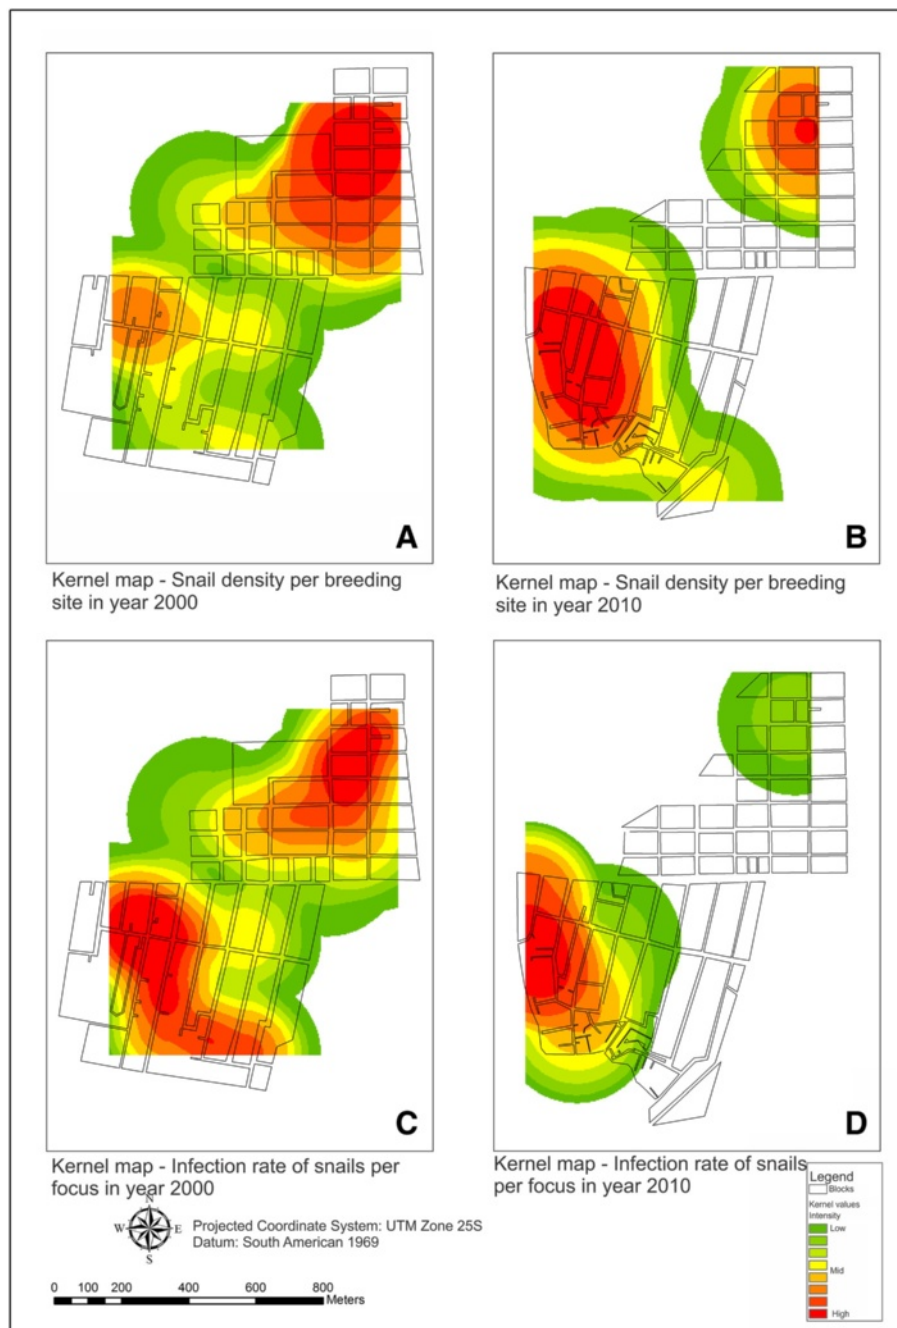 A
B
Kernel map - Snail density per breeding
site in year 2000
Kernel map - Snail density per breeding
site in year 2010
C
D
Kernel map - Infection rate of snails per
focus in year 2000
Kernel map - Infection rate of snails
per focus in year 2010
N
W E
S
Projected Coordinate System: UTM Zone 25S
Datum: South American 1969
0 100 200 400 600 800
Meters
Legend
Blocks
Kernel values
Intensity
Low
Mid
High